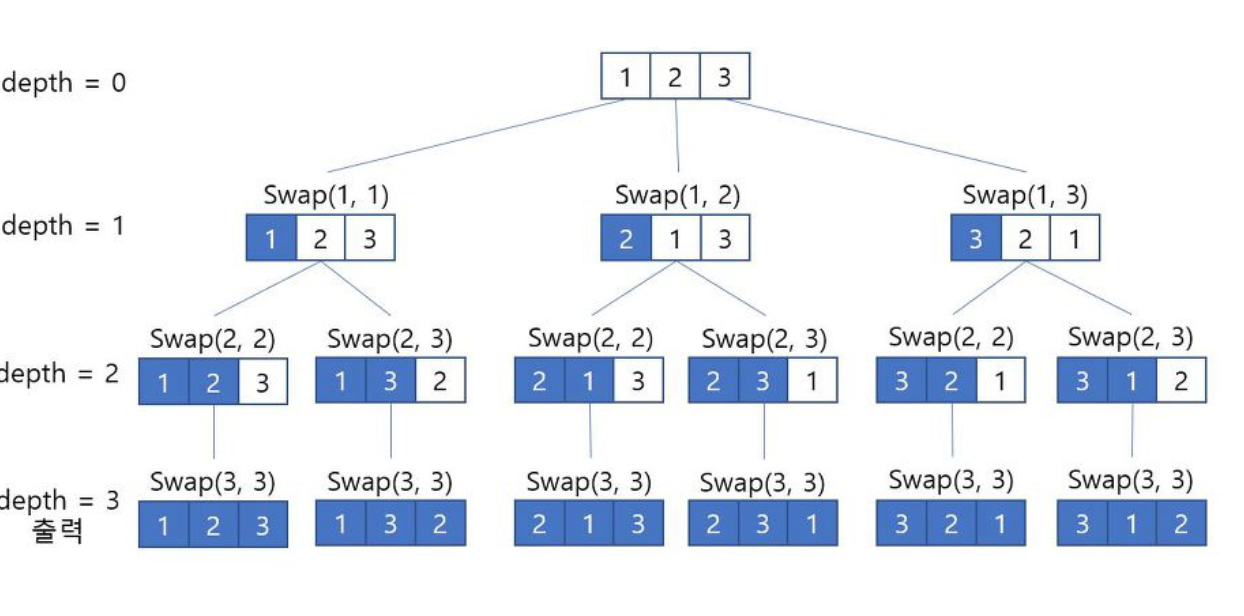 depth = 0
1 2 3
Swap(1, 1) Swap(1, 2) Swap(1, 3)
depth = 1
1 2 3 2 1 3 3 2 1
Swap(2, 2) Swap(2, 3) Swap(2, 2) Swap(2, 3) Swap(2, 2) Swap(2, 3)
depth = 2
1 2 3 1 3 2 2 1 3 2 3 1 3 2 1 3 1 2
Swap(3, 3) Swap(3, 3) Swap(3, 3) Swap(3, 3) Swap(3, 3) Swap(3, 3)
depth = 3
출력
1 2 3 1 3 2 2 1 3 2 3 1 3 2 1 3 1 2